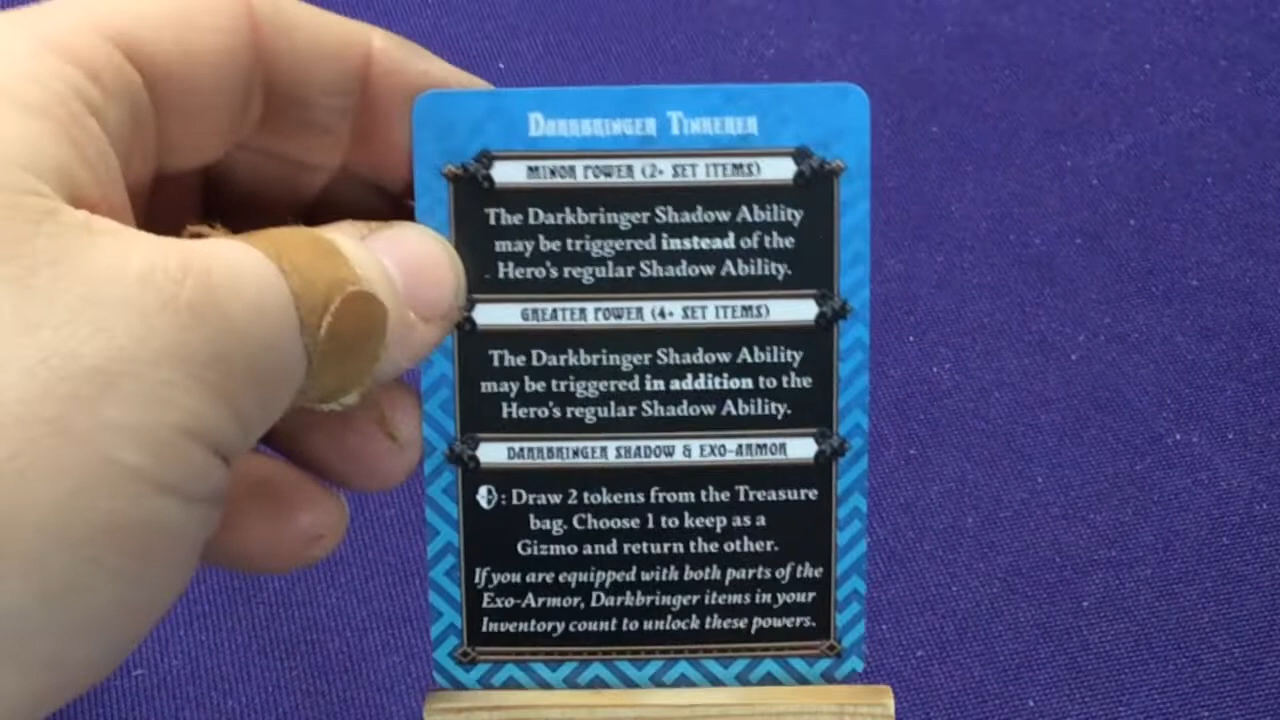 Darkbringer Tinkerer
Minor Power (2+ Set Items)
The Darkbringer Shadow Ability
may be triggered instead of the
Hero's regular Shadow Ability.
Greater Power (4+ Set Items)
The Darkbringer Shadow Ability
may be triggered in addition to the
Hero's regular Shadow Ability.
Darkbringer Shadow & Exo-Armor
: Draw 2 tokens from the Treasure
bag. Choose 1 to keep as a
Gizmo and return the other.
If you are equipped with both parts of the
Exo-Armor, Darkbringer items in your
Inventory count to unlock these powers.